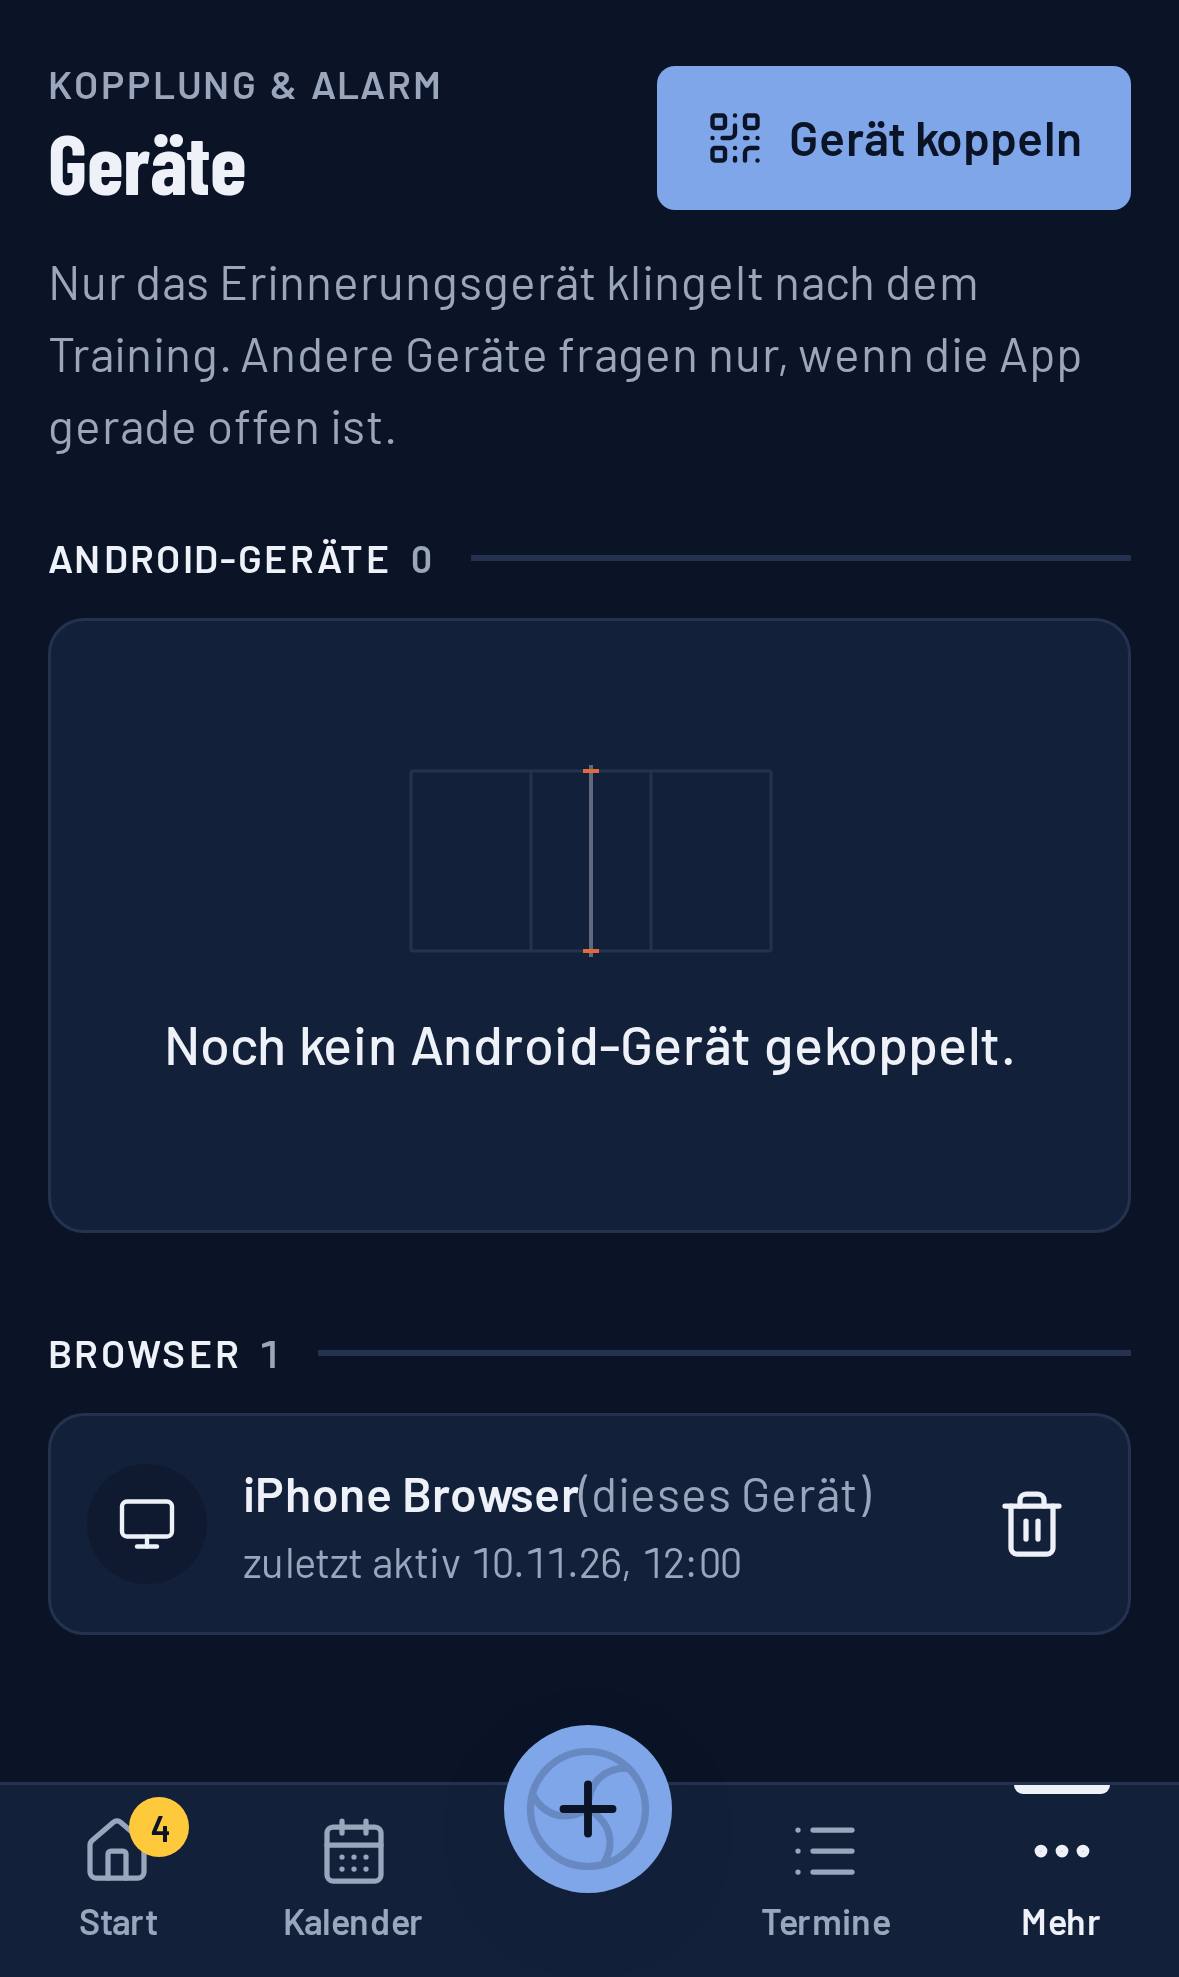 KOPPLUNG & ALARM
Geräte
Gerät koppeln
Nur das Erinnerungsgerät klingelt nach dem
Training. Andere Geräte fragen nur, wenn die App
gerade offen ist.
ANDROID-GERÄTE 0
Noch kein Android-Gerät gekoppelt.
BROWSER 1
iPhone Browser(dieses Gerät)
zuletzt aktiv 10.11.26, 12:00
4
Start
Kalender
Termine
Mehr